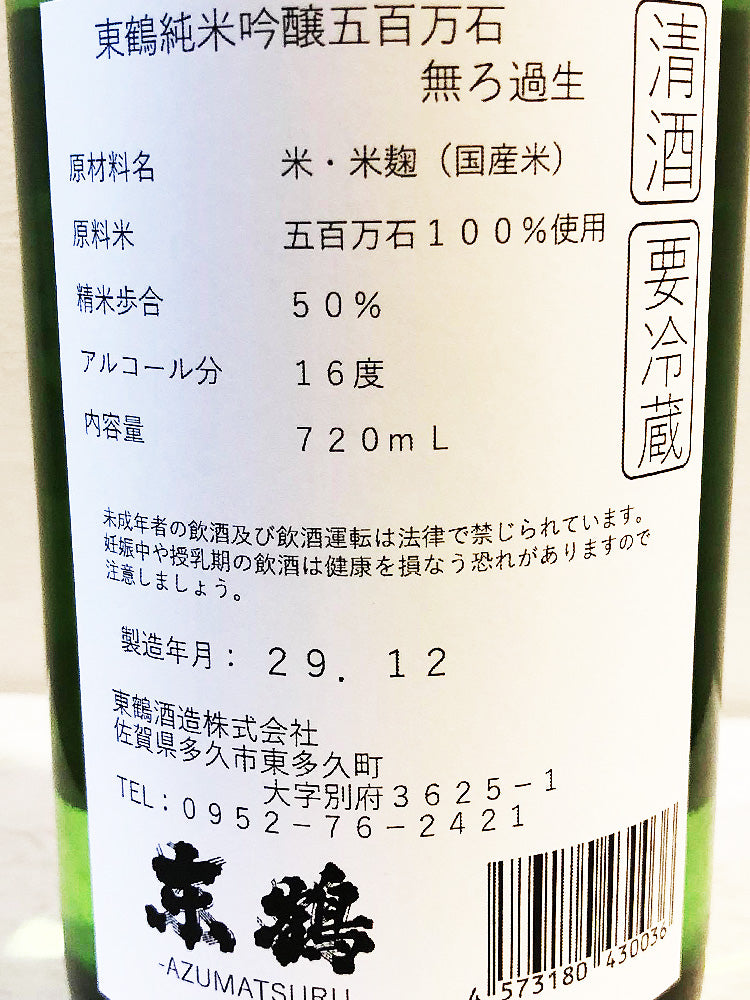 東鶴純米吟醸五百万石
無ろ過生
清酒
要冷蔵
原材料名 米・米麹（国産米）
原料米 五百万石１００％使用
精米歩合 ５０％
アルコール分 １６度
内容量 ７２０ｍＬ
未成年者の飲酒及び飲酒運転は法律で禁じられています。
妊娠中や授乳期の飲酒は健康を損なう恐れがありますので
注意しましょう。
製造年月：２９．１２
東鶴酒造株式会社
佐賀県多久市東多久町
大字別府３６２５－１
TEL：０９５２－７６－２４２１
東鶴
-AZUMATSURU
4 573180 430036